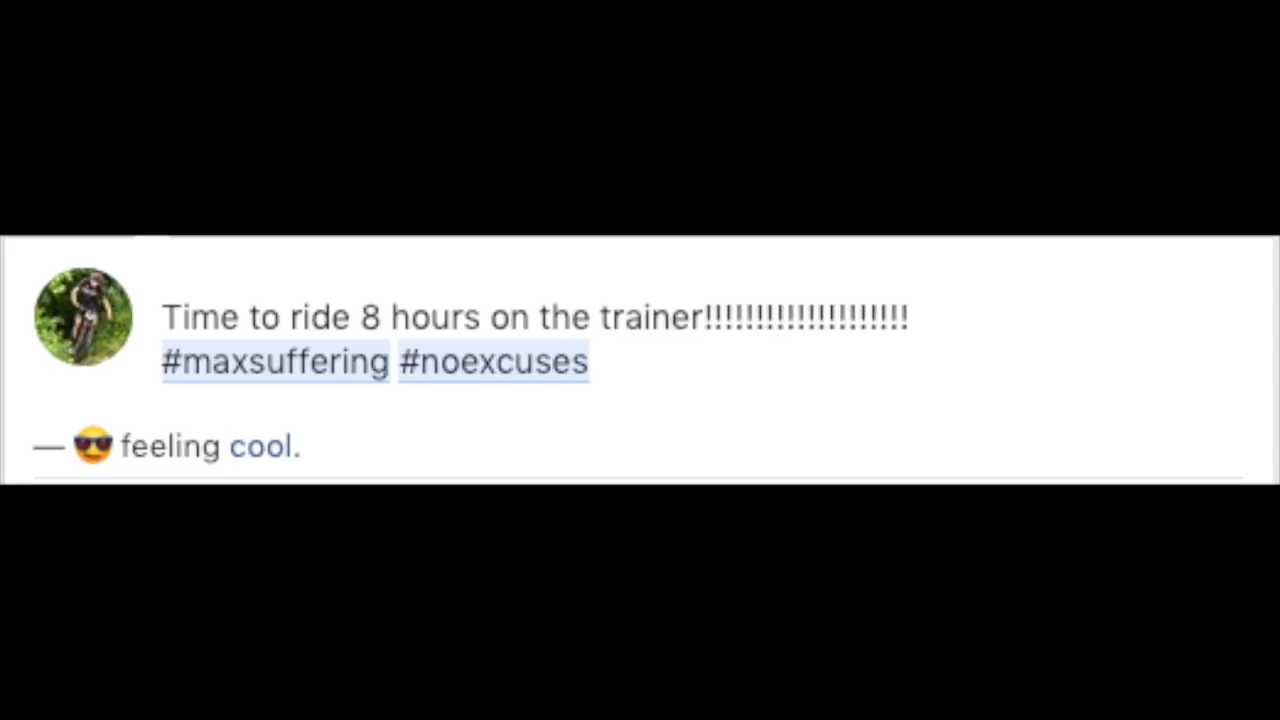 Time to ride 8 hours on the trainer!!!!!!!!!!!!!!!!!!!!
#maxsuffering #noexcuses
— 😎 feeling cool.